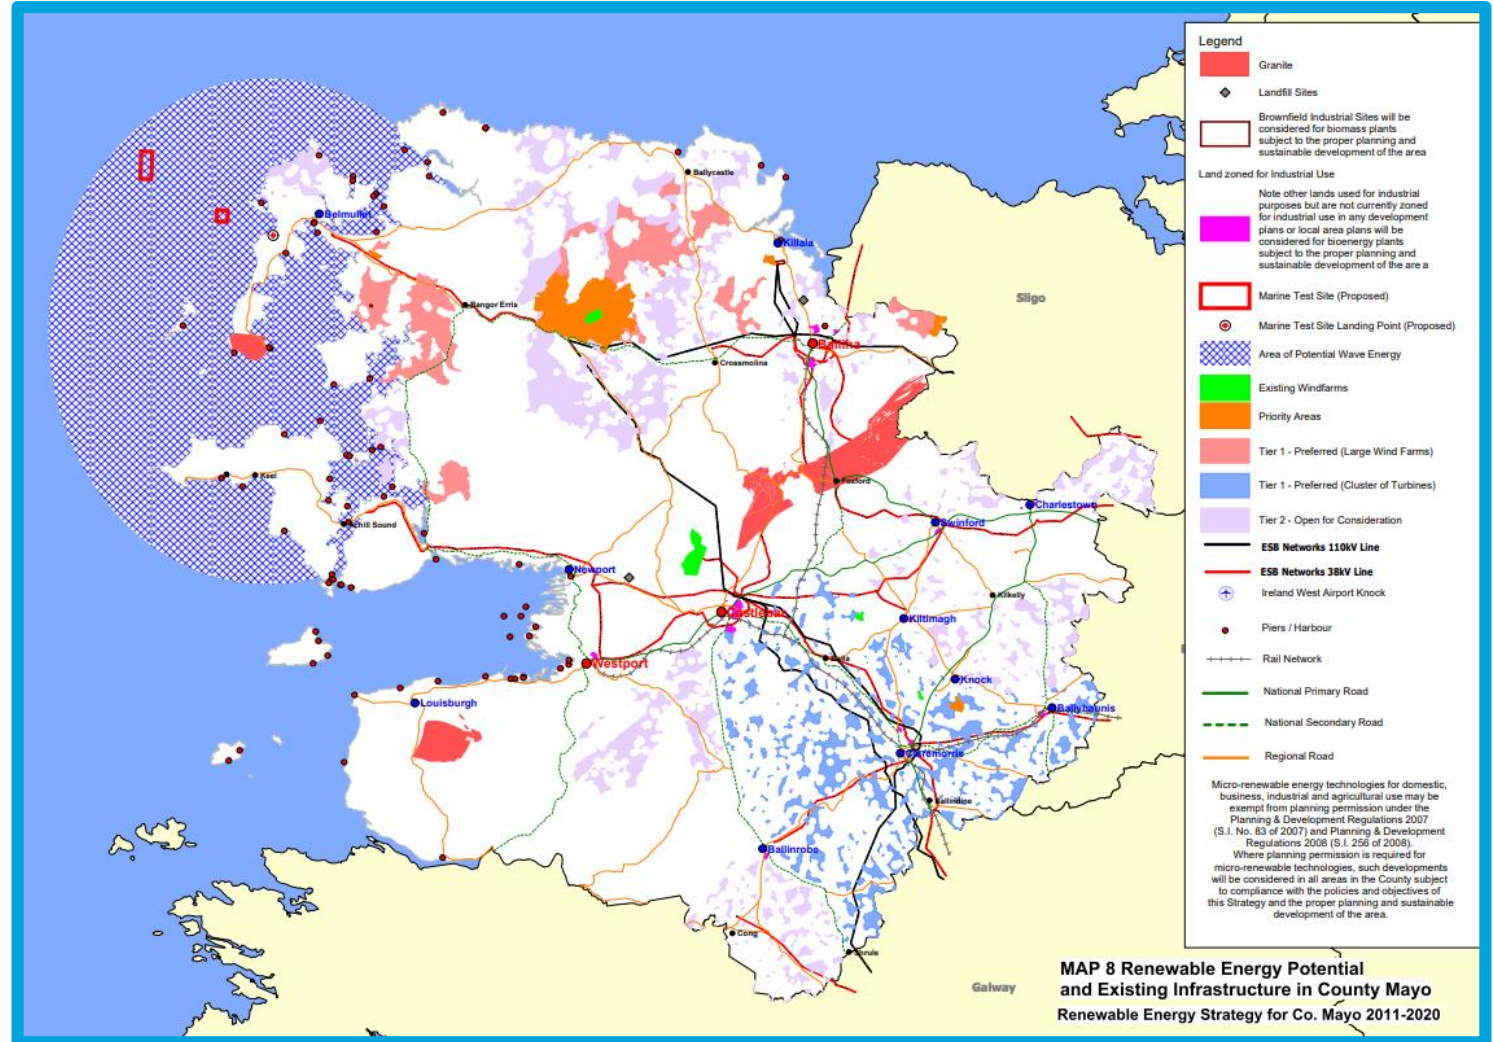 Legend
Granite
Landfill Sites
Brownfield Industrial Sites will be
considered for biomass plants
subject to the proper planning and
sustainable development of the area
Land zoned for Industrial Use
Note other lands used for industrial
purposes but are not currently zoned
for industrial use in any development
plans or local area plans will be
considered for bioenergy plants
subject to the proper planning and
sustainable development of the area
Marine Test Site (Proposed)
Marine Test Site Landing Point (Proposed)
Area of Potential Wave Energy
Existing Windfarms
Priority Areas
Tier 1 - Preferred (Large Wind Farms)
Tier 1 - Preferred (Cluster of Turbines)
Tier 2 - Open for Consideration
ESB Networks 110kV Line
ESB Networks 38kV Line
Ireland West Airport Knock
Piers / Harbour
Rail Network
National Primary Road
National Secondary Road
Regional Road
Micro-renewable energy technologies for domestic,
business, industrial and agricultural use may be
exempt from planning permission under the
Planning & Development Regulations 2007
(S.I. No. 83 of 2007) and Planning & Development
Regulations 2008 (S.I. 256 of 2008).
Where planning permission is required for
micro-renewable technologies, such developments
will be considered in all areas in the County subject
to compliance with the policies and objectives of
this Strategy and the proper planning and sustainable
development of the area.
Ballycastle
Belmullet
Killala
Sligo
Bangor Erris
Ballina
Crossmolina
Keel
Foxford
Charlestown
Swinford
Achill Sound
Newport
Kilkelly
Castlebar
Kiltimagh
Balla
Westport
Knock
Louisburgh
Ballyhaunis
Claremorris
Ballindine
Ballinrobe
Cong
Shrule
Galway
MAP 8 Renewable Energy Potential
and Existing Infrastructure in County Mayo
Renewable Energy Strategy for Co. Mayo 2011-2020